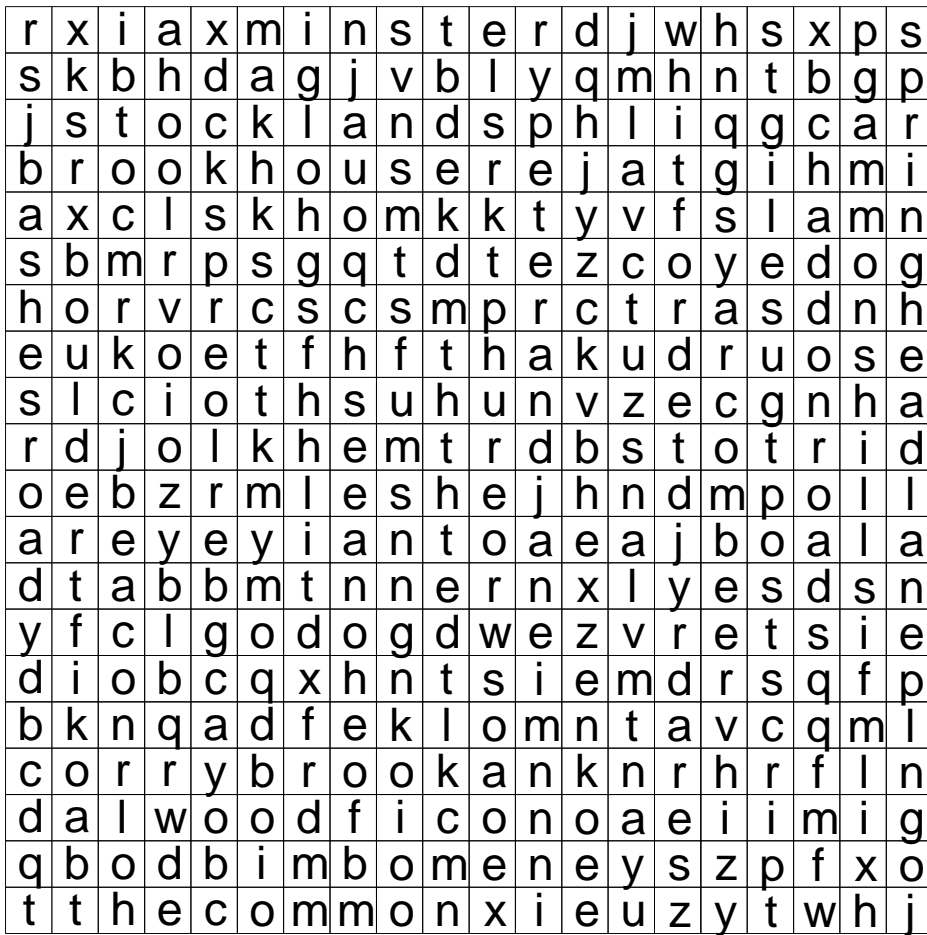 r x i a x m i n s t e r d j w h s x p s
s k b h d a g j v b l y q m h n t b g p
j s t o c k l a n d s p h l i q g c a r
b r o o k h o u s e r e j a t g i h m i
a x c l s k h o m k k t y v f s l a m n
s b m r p s g q t d t e z c o y e d o g
h o r v r c s c s m p r c t r a s d n h
e u k o e t f h f t h a k u d r u o s e
s l c i o t h s u h u n v z e c g n h a
r d j o l k h e m t r d b s t o t r i d
o e b z r m l e s h e j h n d m p o l l
a r e y e y i a n t o a e a j b o a l a
d t a b b m t n n e r n x l y e s d s n
y f c l g o d o g d w e z v r e t s i e
d i o b c q x h n t s i e m d r s q f p
b k n q a d f e k l o m n t a v c q m l
c o r r y b r o o k a n k n r h r f l n
d a l w o o d f i c o n o a e i i m i g
q b o d b i m b o m e n e y s z p f x o
t t h e c o m m o n x i e u z y t w h j